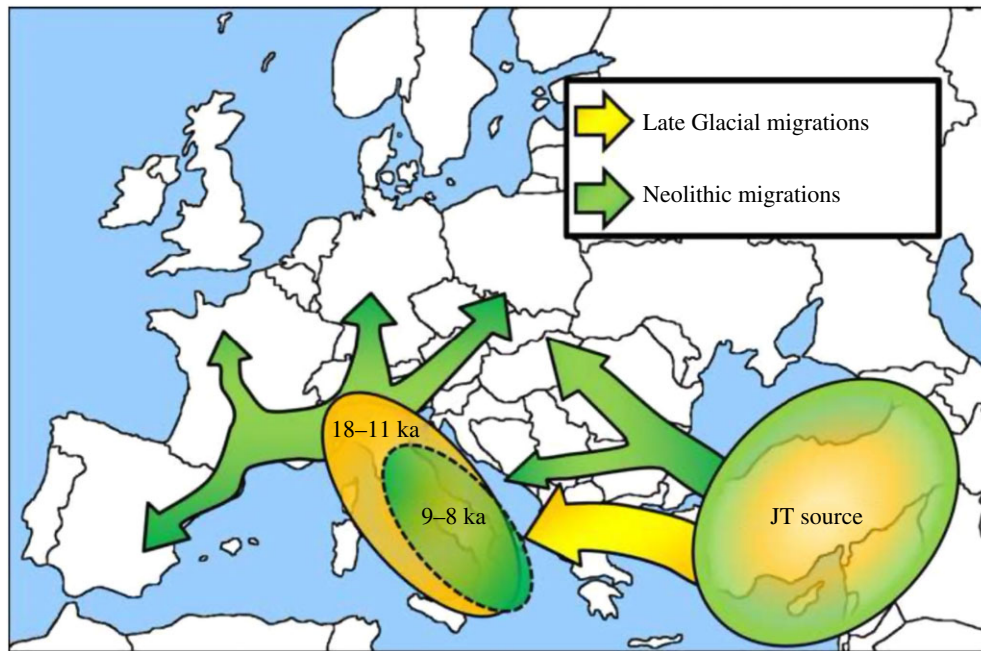 Late Glacial migrations
Neolithic migrations
18–11 ka
9–8 ka
JT source